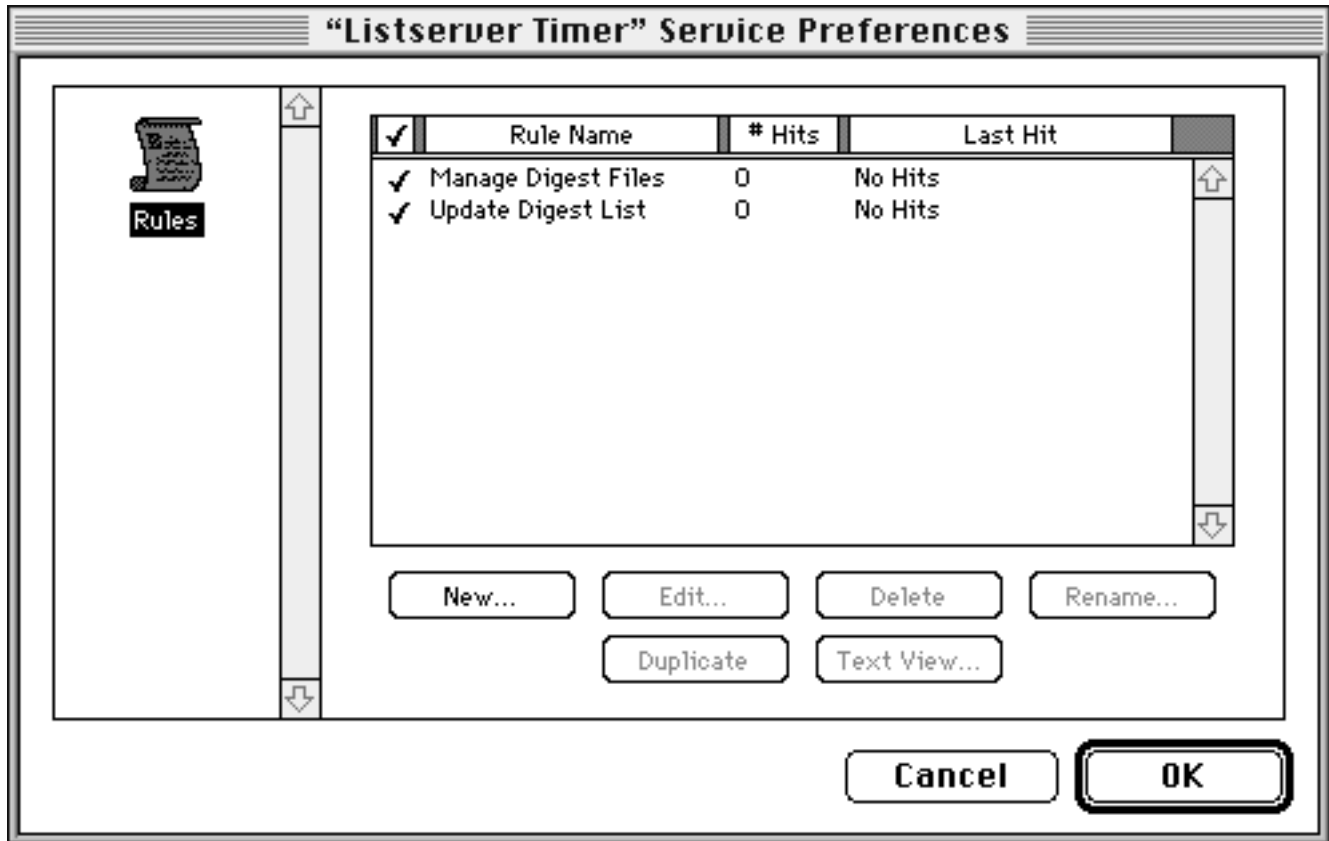 “Listserver Timer” Service Preferences
Rules
✓ Rule Name # Hits Last Hit
✓ Manage Digest Files 0 No Hits
✓ Update Digest List 0 No Hits
New... Edit... Delete Rename...
Duplicate Text View...
Cancel OK